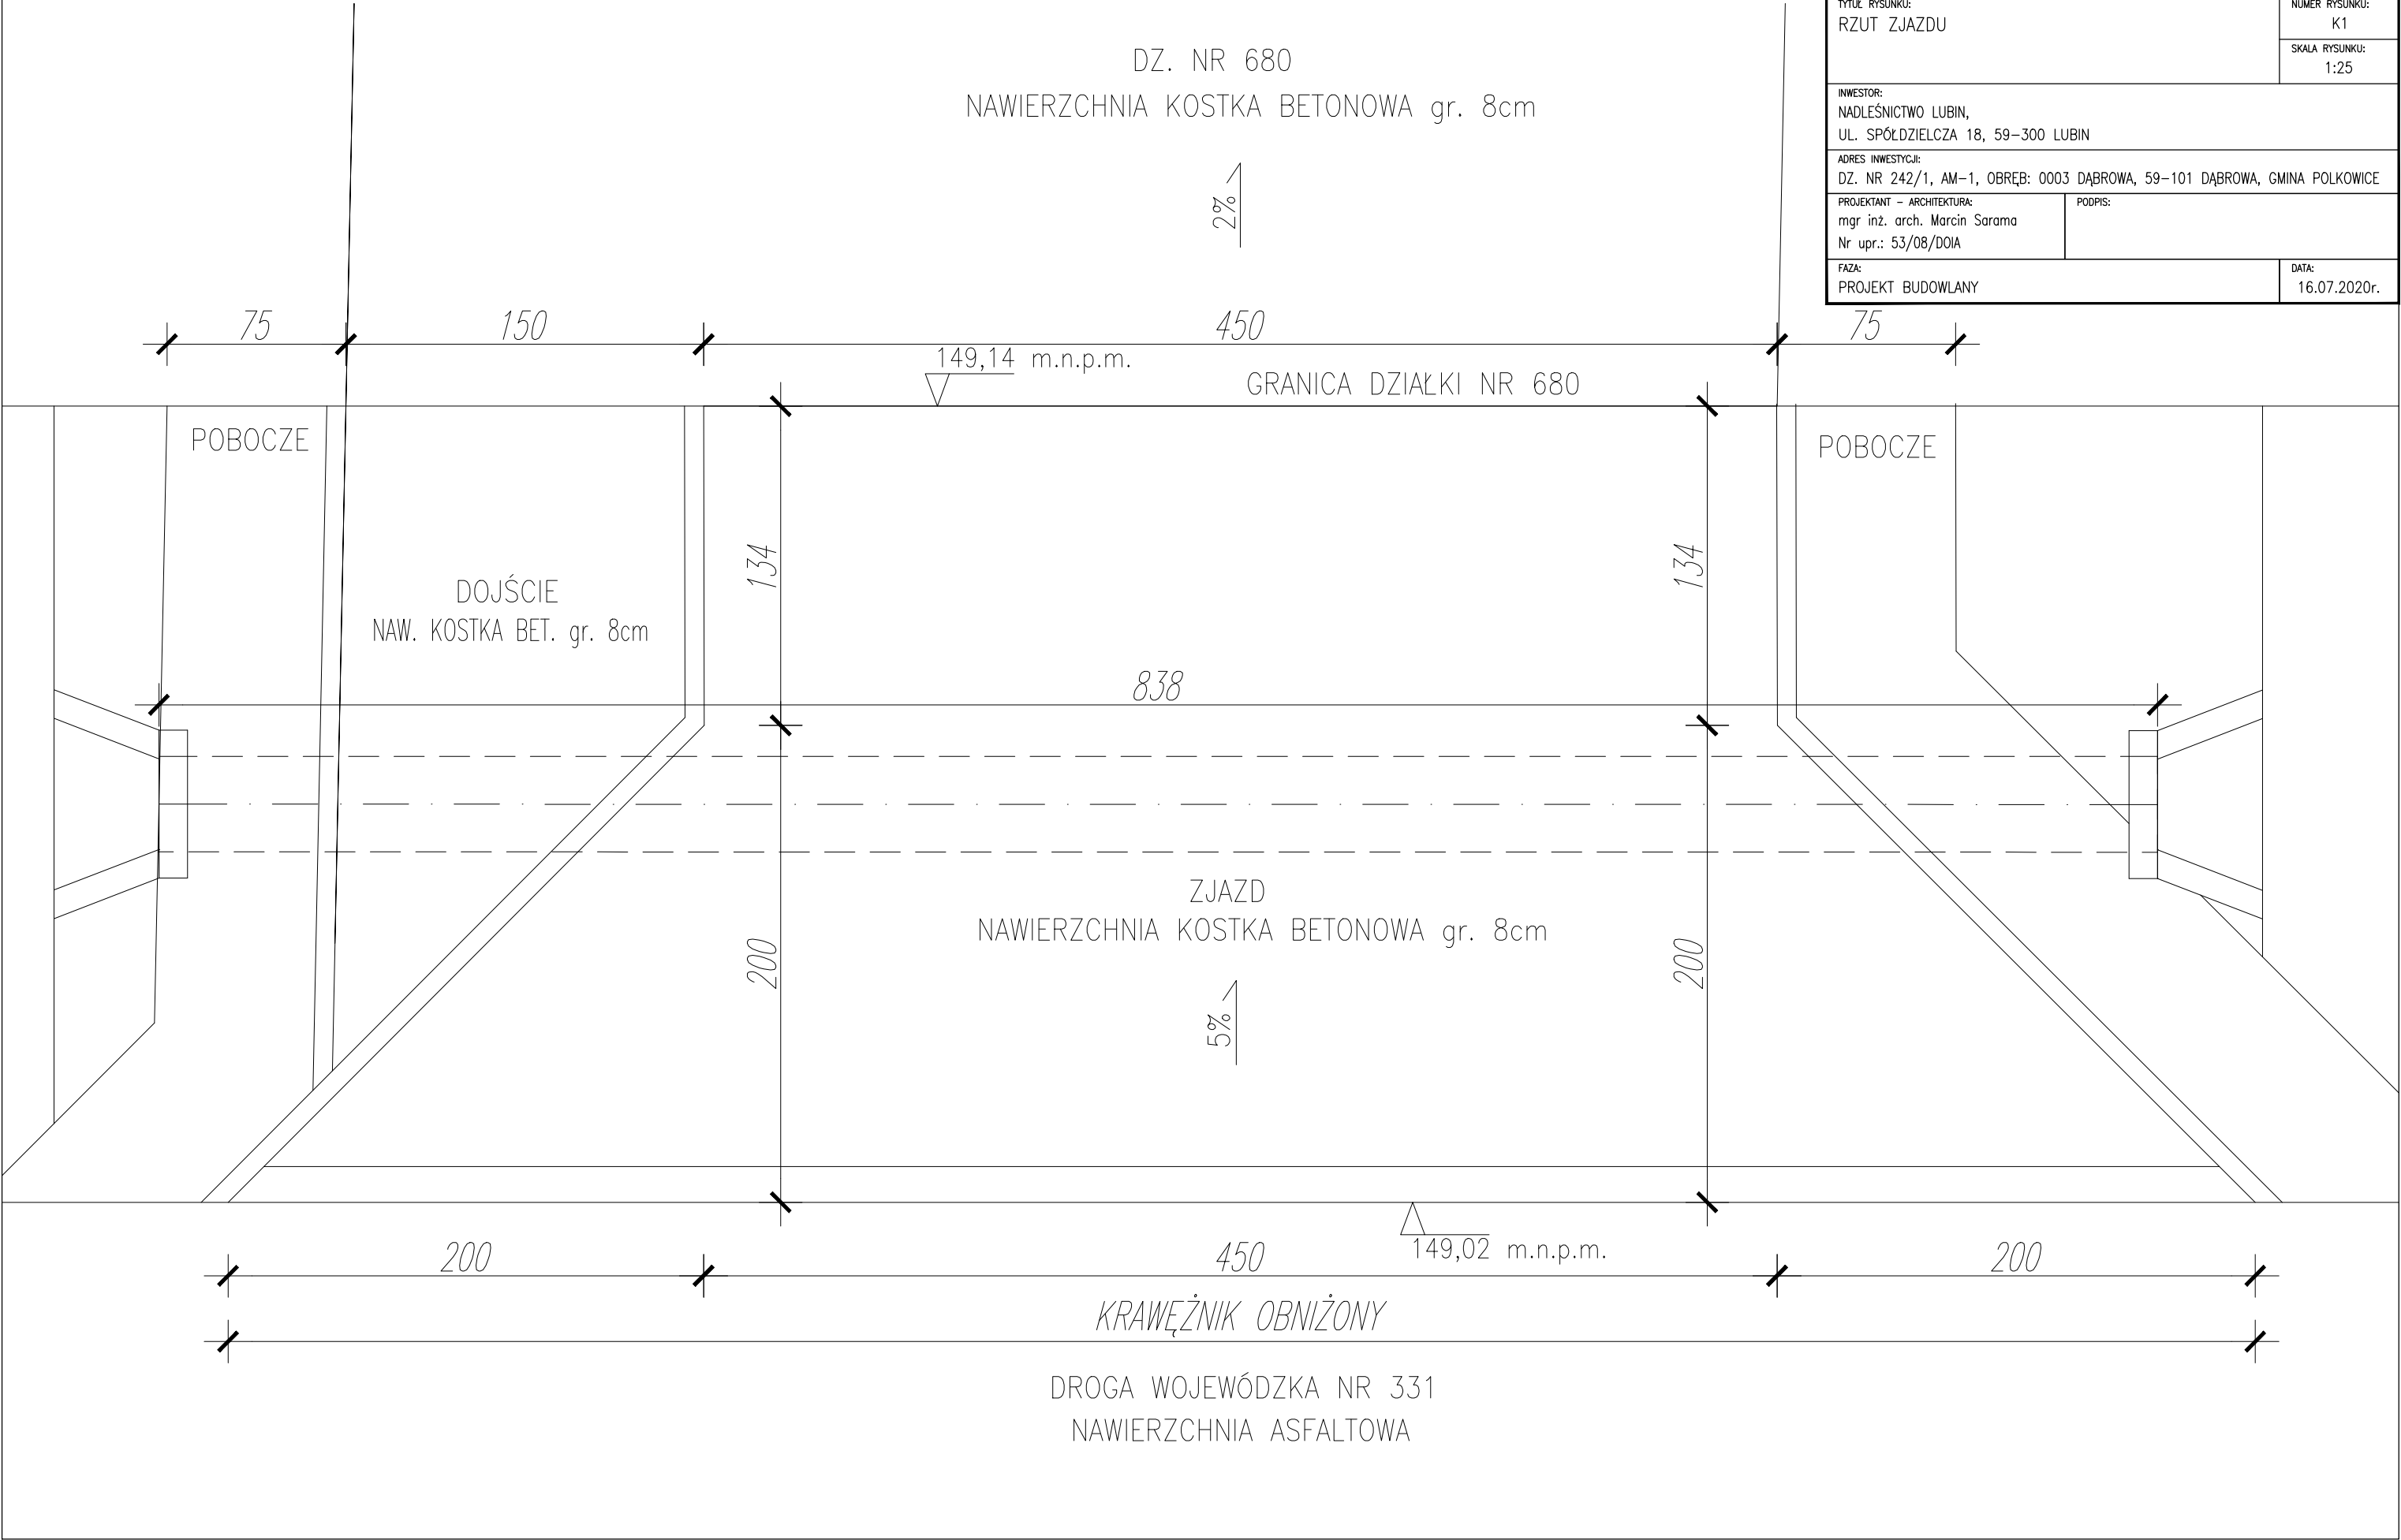 TYTUŁ RYSUNKU:
RZUT ZJAZDU
NUMER RYSUNKU:
K1
SKALA RYSUNKU:
1:25
INWESTOR:
NADLEŚNICTWO LUBIN,
UL. SPÓŁDZIELCZA 18, 59-300 LUBIN
ADRES INWESTYCJI:
DZ. NR 242/1, AM-1, OBRĘB: 0003 DĄBROWA, 59-101 DĄBROWA, GMINA POLKOWICE
PROJEKTANT - ARCHITEKTURA:
mgr inż. arch. Marcin Sarama
Nr upr.: 53/08/DOIA
PODPIS:
FAZA:
PROJEKT BUDOWLANY
DATA:
16.07.2020r.
DZ. NR 680
NAWIERZCHNIA KOSTKA BETONOWA gr. 8cm
2%
75
150
450
75
149,14 m.n.p.m.
GRANICA DZIAŁKI NR 680
POBOCZE
POBOCZE
134
134
DOJŚCIE
NAW. KOSTKA BET. gr. 8cm
838
ZJAZD
NAWIERZCHNIA KOSTKA BETONOWA gr. 8cm
200
200
5%
149,02 m.n.p.m.
200
450
200
KRAWĘŻNIK OBNIŻONY
DROGA WOJEWÓDZKA NR 331
NAWIERZCHNIA ASFALTOWA